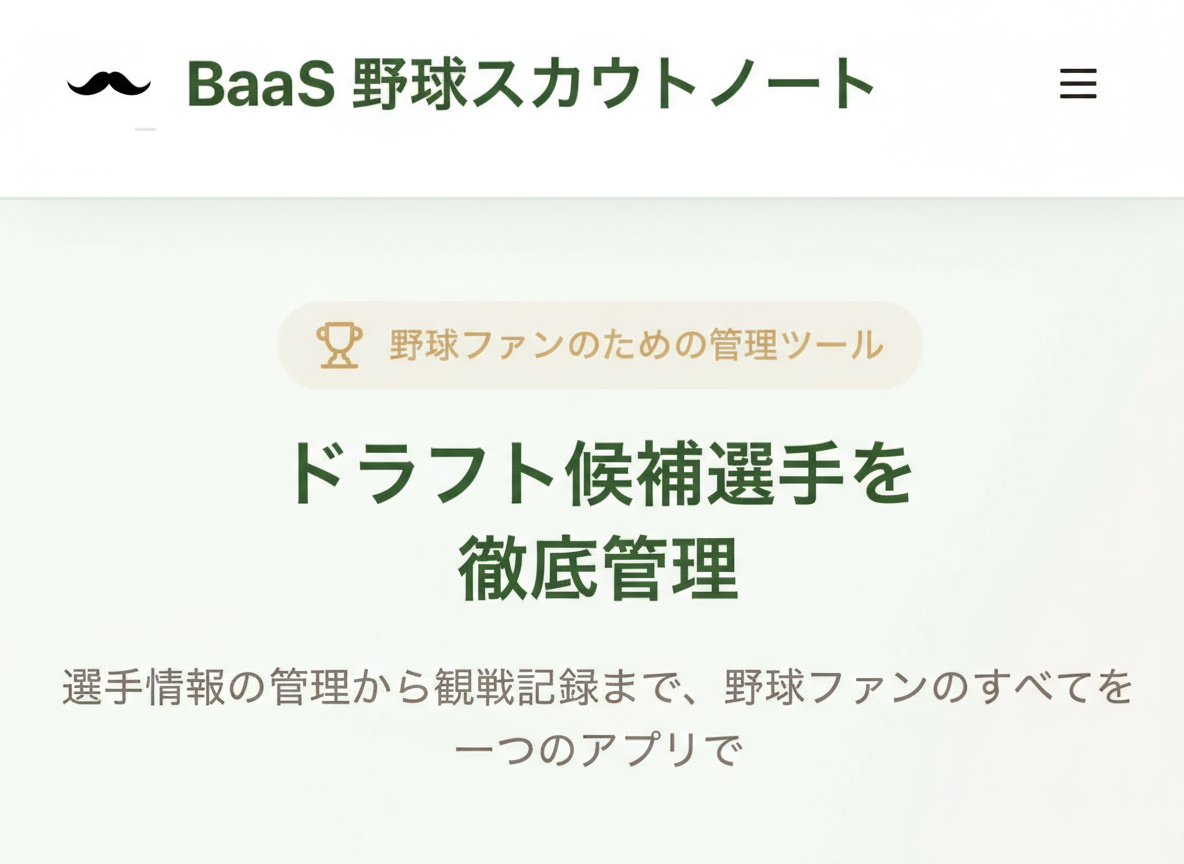 BaaS 野球スカウトノート
野球ファンのための管理ツール
ドラフト候補選手を
徹底管理
選手情報の管理から観戦記録まで、野球ファンのすべてを
一つのアプリで